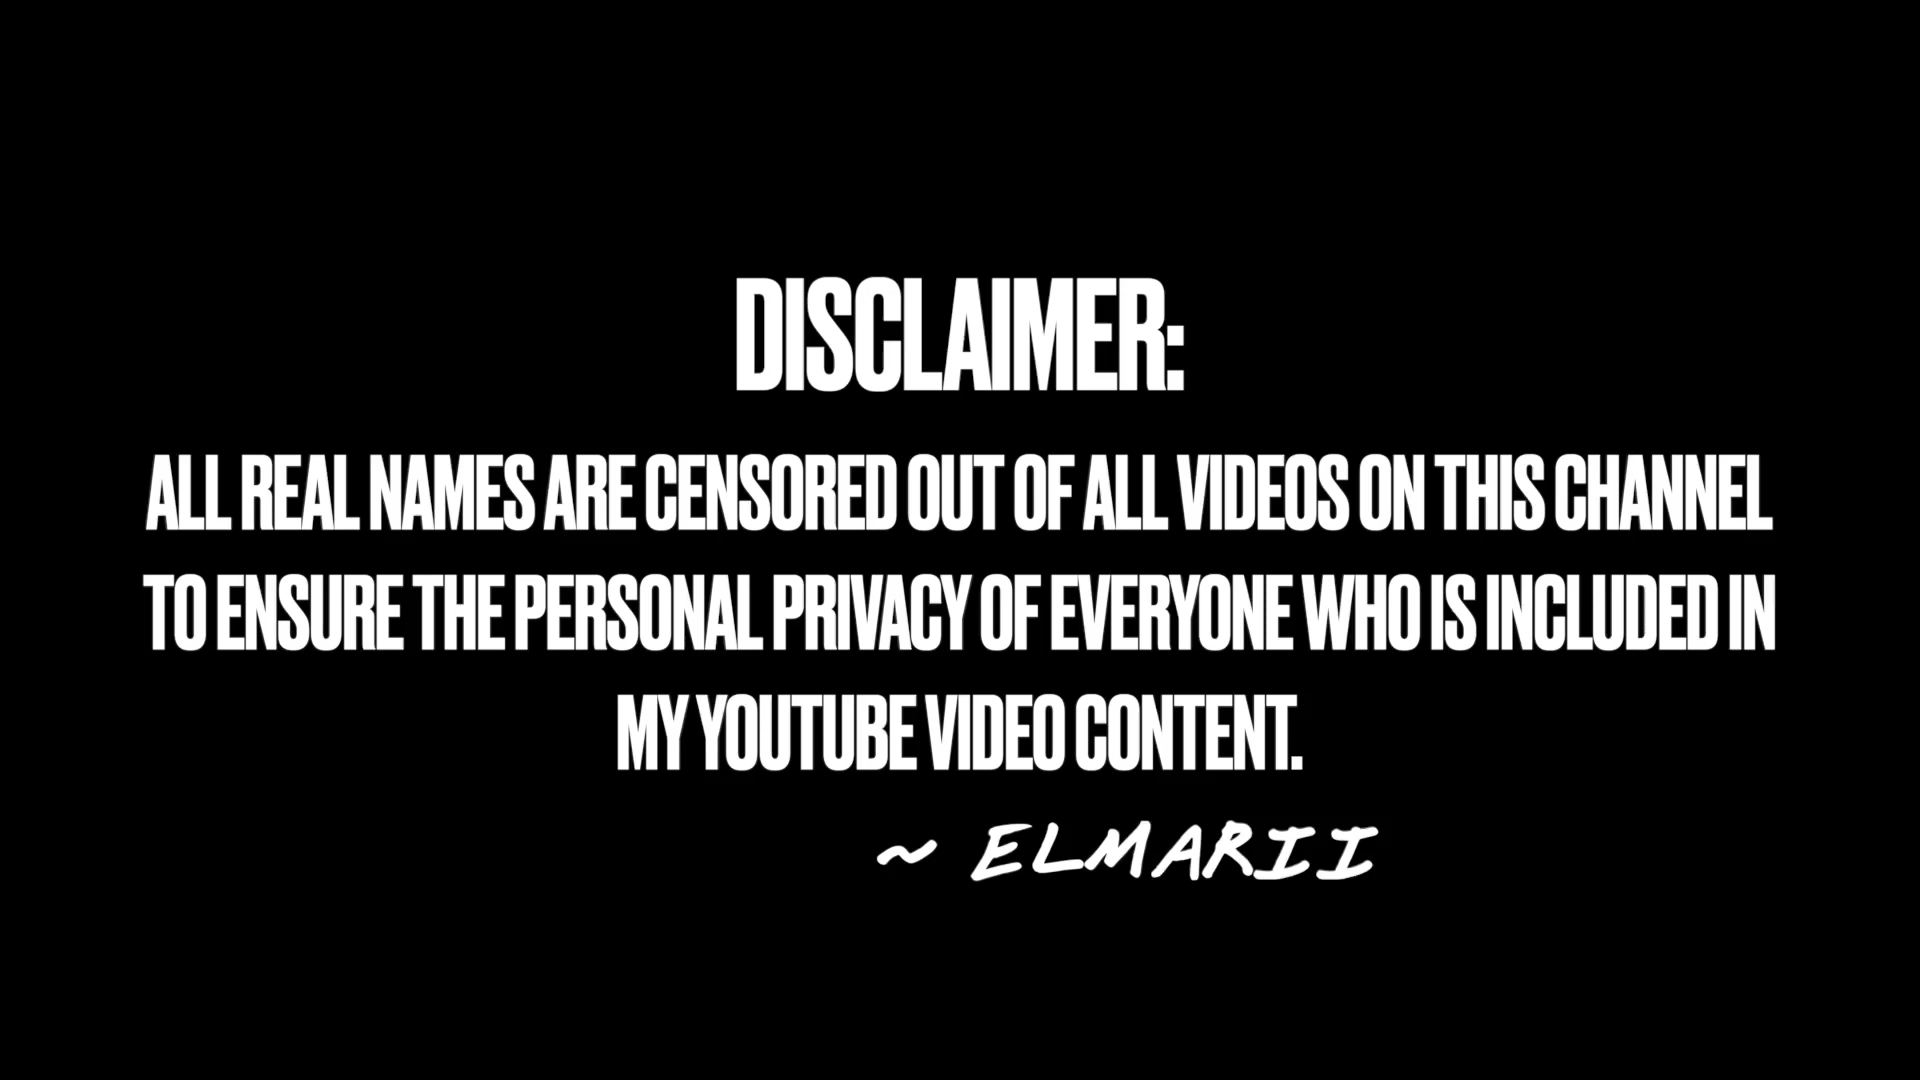 DISCLAIMER:
ALL REAL NAMES ARE CENSORED OUT OF ALL VIDEOS ON THIS CHANNEL
TO ENSURE THE PERSONAL PRIVACY OF EVERYONE WHO IS INCLUDED IN
MY YOUTUBE VIDEO CONTENT.
~ ELMARII